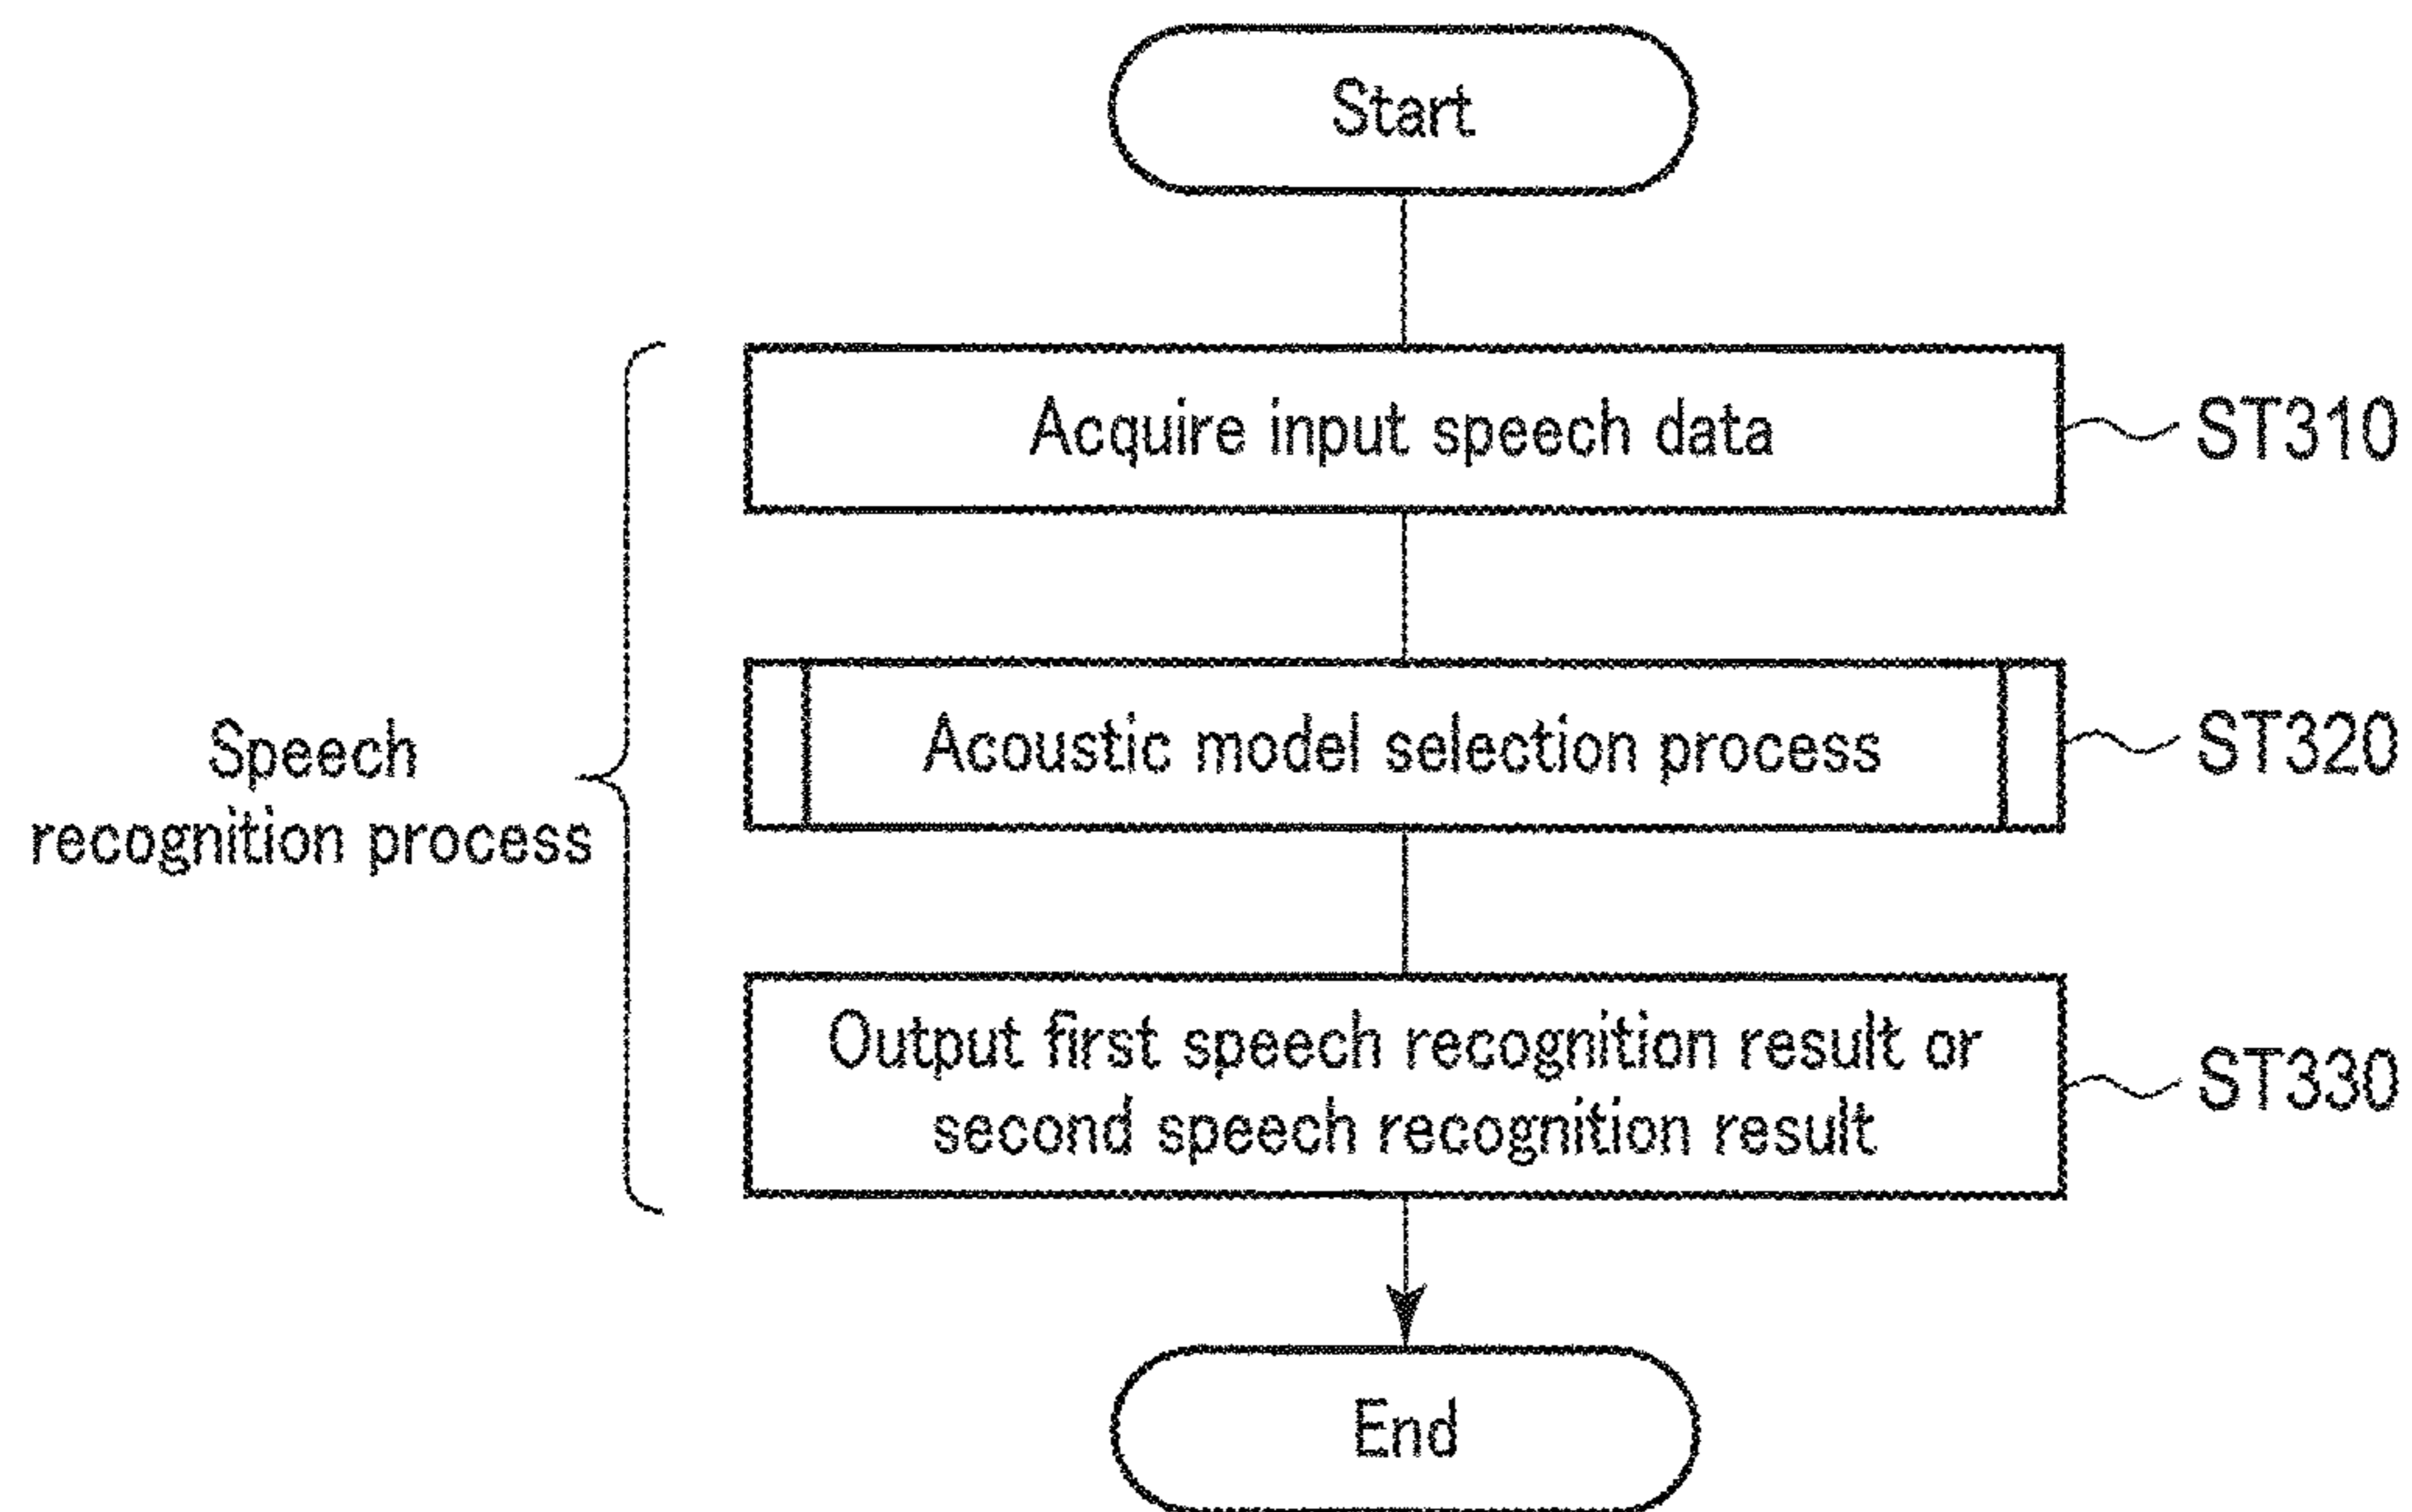 Start
Acquire input speech data
ST310
Speech
recognition process
Acoustic model selection process
ST320
Output first speech recognition result or
second speech recognition result
ST330
End